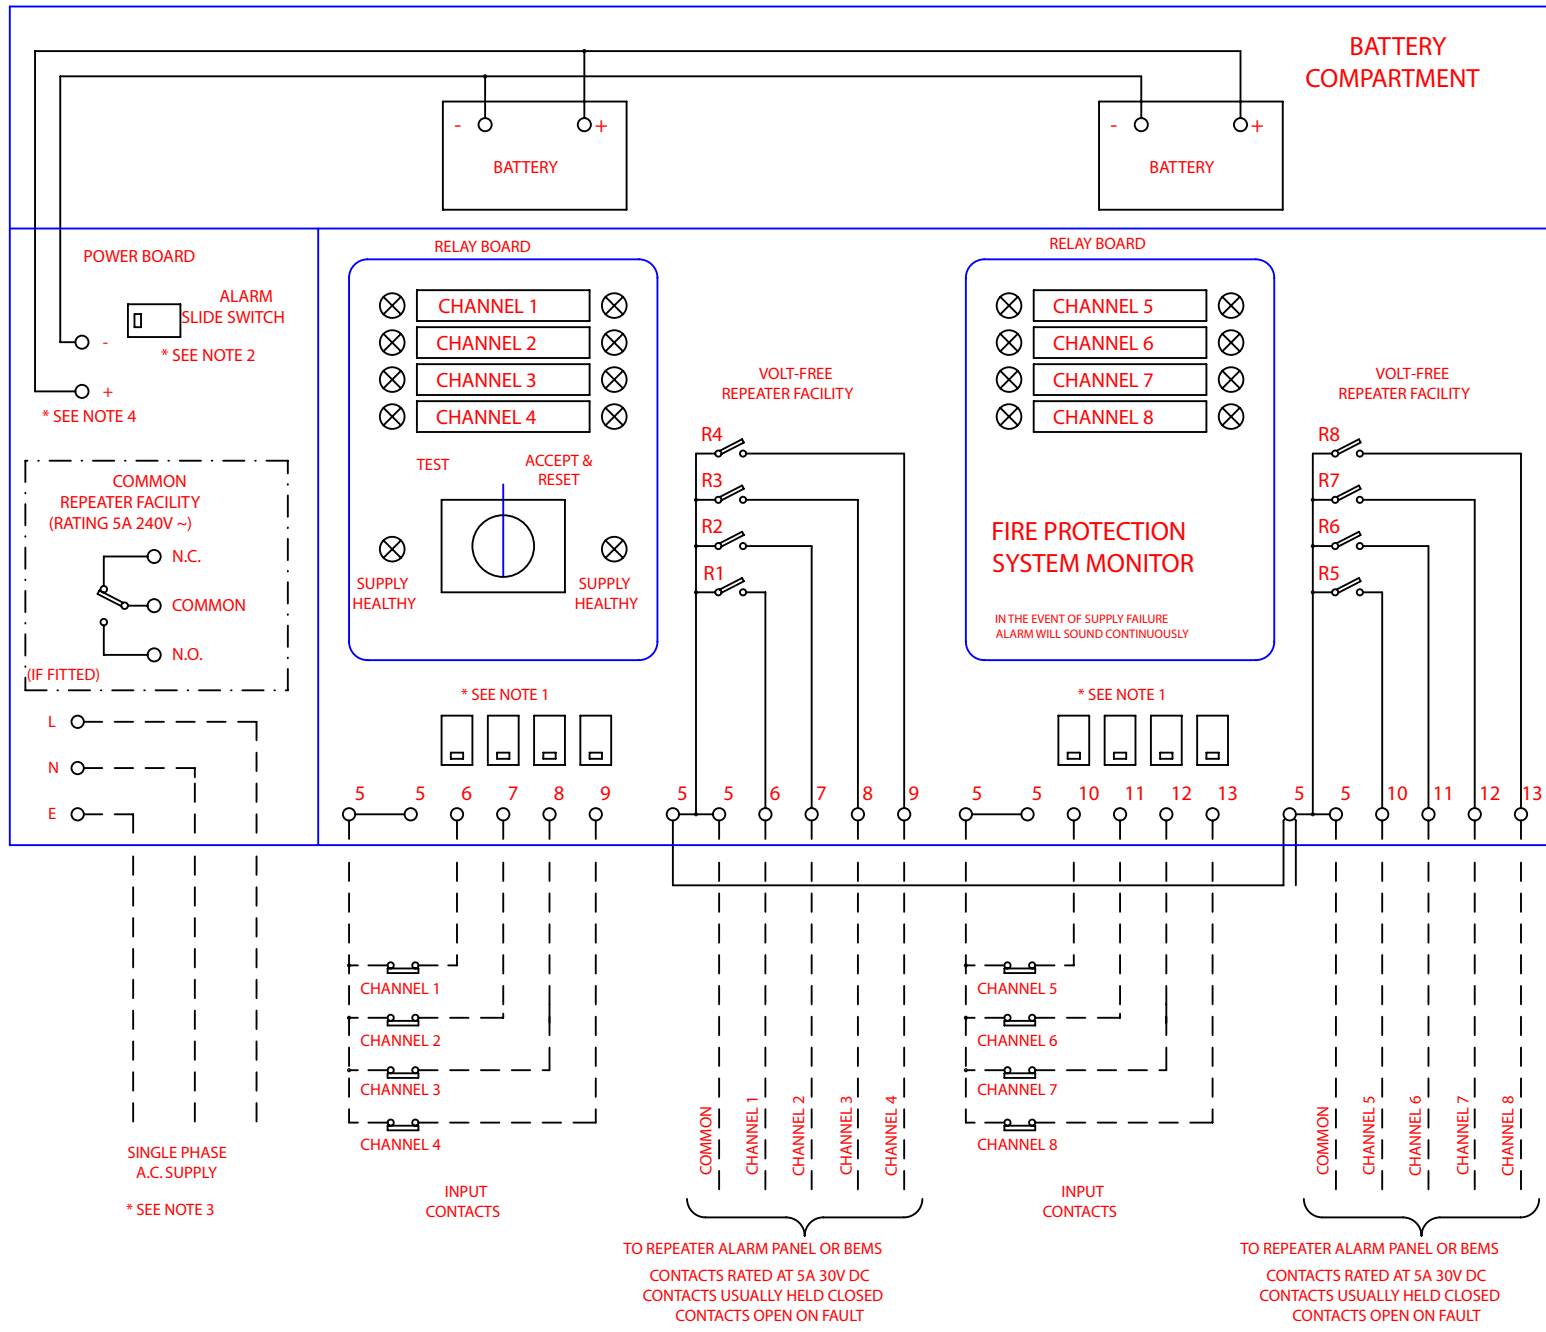 BATTERY
COMPARTMENT
- +
BATTERY
- +
BATTERY
POWER BOARD
ALARM
SLIDE SWITCH
* SEE NOTE 2
-
+
* SEE NOTE 4
COMMON
REPEATER FACILITY
(RATING 5A 240V ~)
N.C.
COMMON
N.O.
(IF FITTED)
L
N
E
RELAY BOARD
CHANNEL 1
CHANNEL 2
CHANNEL 3
CHANNEL 4
TEST
ACCEPT &
RESET
SUPPLY
HEALTHY
SUPPLY
HEALTHY
* SEE NOTE 1
5 5 6 7 8 9
VOLT-FREE
REPEATER FACILITY
R4
R3
R2
R1
5 5 6 7 8 9
RELAY BOARD
CHANNEL 5
CHANNEL 6
CHANNEL 7
CHANNEL 8
FIRE PROTECTION
SYSTEM MONITOR
IN THE EVENT OF SUPPLY FAILURE
ALARM WILL SOUND CONTINUOUSLY
* SEE NOTE 1
5 5 10 11 12 13
VOLT-FREE
REPEATER FACILITY
R8
R7
R6
R5
5 5 10 11 12 13
SINGLE PHASE
A.C. SUPPLY
* SEE NOTE 3
CHANNEL 1
CHANNEL 2
CHANNEL 3
CHANNEL 4
INPUT
CONTACTS
COMMON
CHANNEL 1
CHANNEL 2
CHANNEL 3
CHANNEL 4
TO REPEATER ALARM PANEL OR BEMS
CONTACTS RATED AT 5A 30V DC
CONTACTS USUALLY HELD CLOSED
CONTACTS OPEN ON FAULT
CHANNEL 5
CHANNEL 6
CHANNEL 7
CHANNEL 8
INPUT
CONTACTS
COMMON
CHANNEL 5
CHANNEL 6
CHANNEL 7
CHANNEL 8
TO REPEATER ALARM PANEL OR BEMS
CONTACTS RATED AT 5A 30V DC
CONTACTS USUALLY HELD CLOSED
CONTACTS OPEN ON FAULT